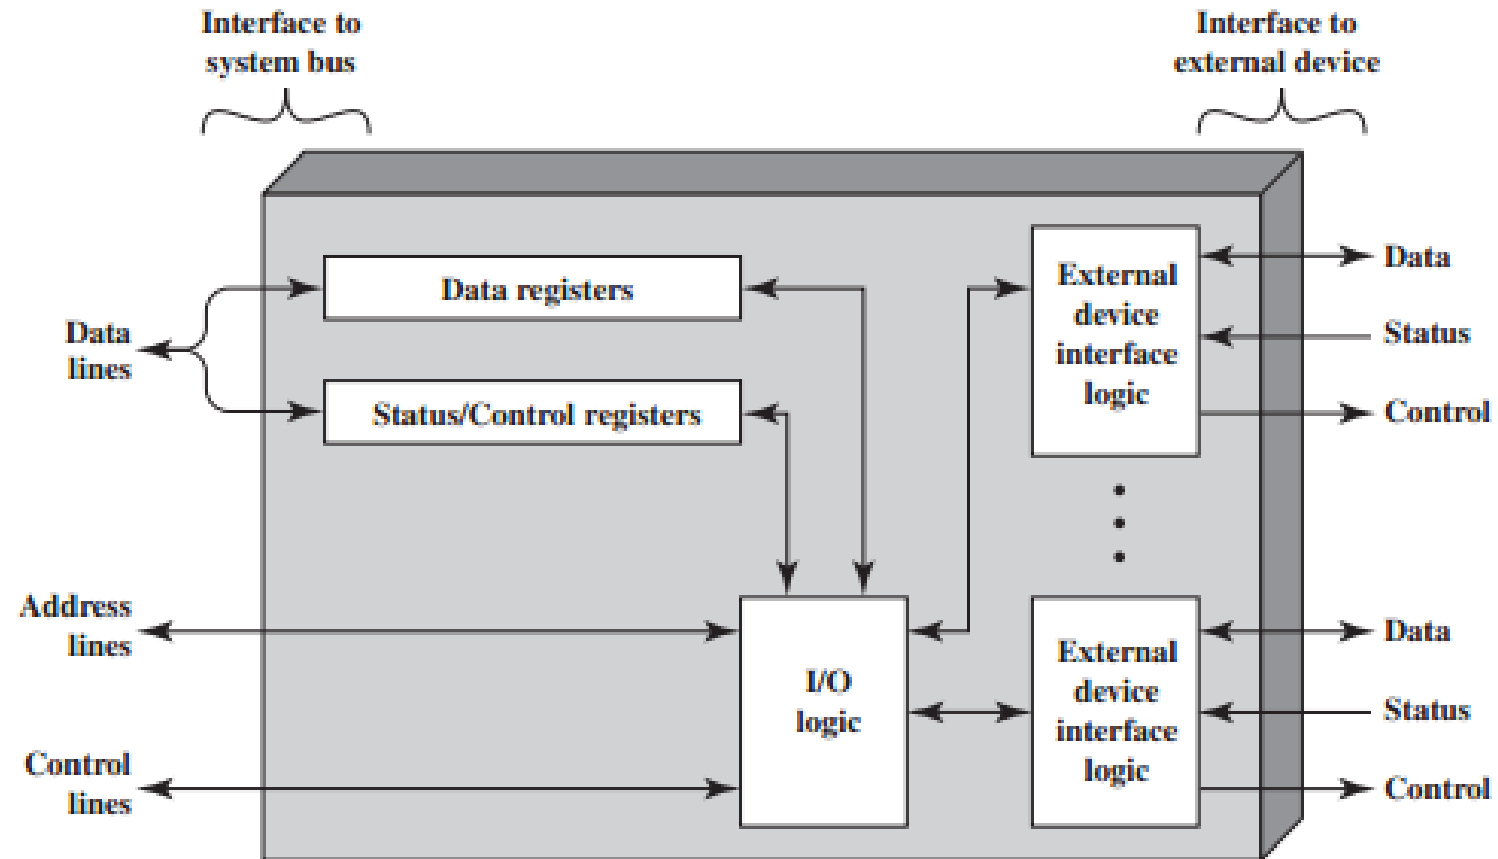 Interface to
system bus
Interface to
external device
Data registers
Data
lines
Status/Control registers
External
device
interface
logic
Data
Status
Control
Address
lines
I/O
logic
Control
lines
External
device
interface
logic
Data
Status
Control